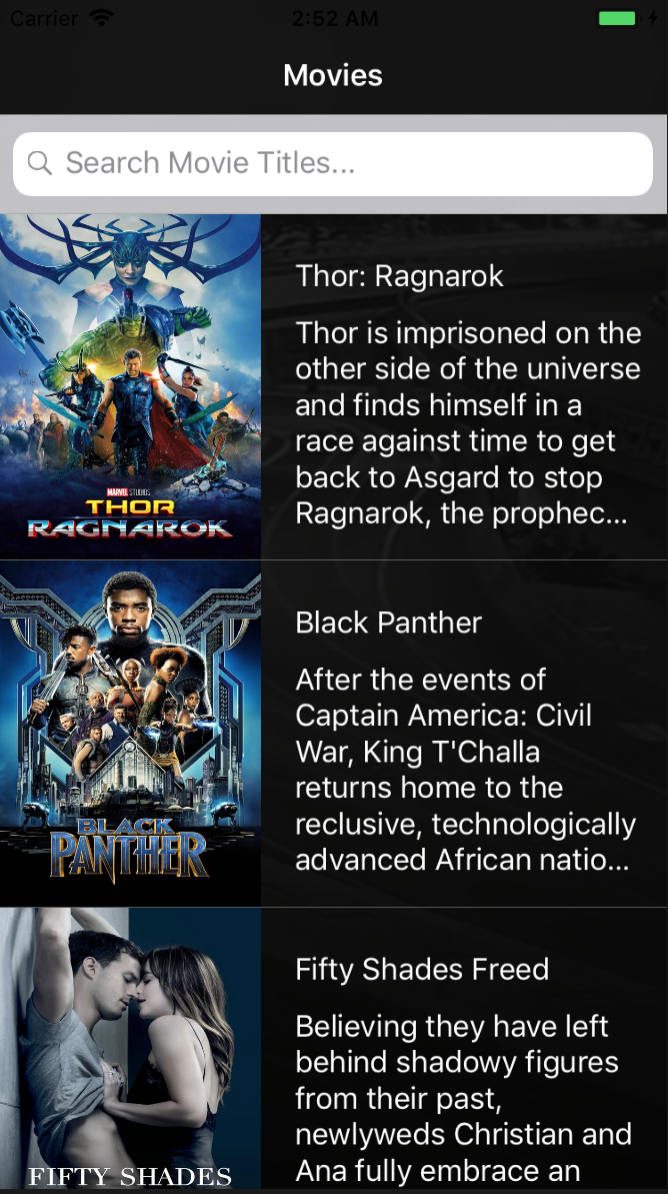 Carrier
2:52 AM
Movies
Search Movie Titles...
MARVEL STUDIOS
THOR
RAGNAROK
Thor: Ragnarok
Thor is imprisoned on the
other side of the universe
and finds himself in a
race against time to get
back to Asgard to stop
Ragnarok, the prophec...
BLACK
PANTHER
Black Panther
After the events of
Captain America: Civil
War, King T'Challa
returns home to the
reclusive, technologically
advanced African natio...
FIFTY SHADES
Fifty Shades Freed
Believing they have left
behind shadowy figures
from their past,
newlyweds Christian and
Ana fully embrace an